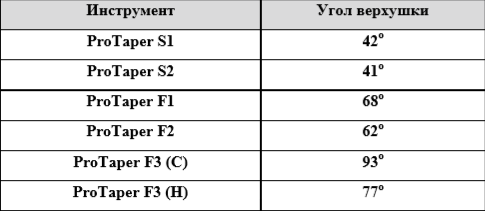 Инструмент Угол верхушки
ProTaper S1 42°
ProTaper S2 41°
ProTaper F1 68°
ProTaper F2 62°
ProTaper F3 (C) 93°
ProTaper F3 (H) 77°